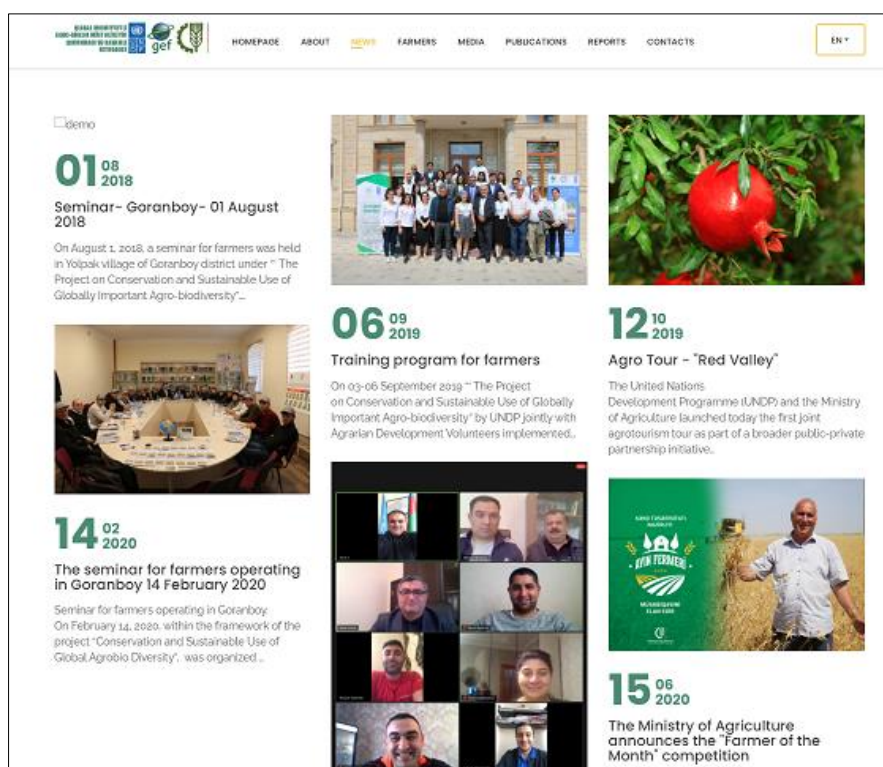 gef
HOMEPAGE ABOUT NEWS FARMERS MEDIA PUBLICATIONS REPORTS CONTACTS
EN
demo
01 08
2018
Seminar- Goranboy- 01 August
2018
On August 1, 2018, a seminar for farmers was held
in Yolpak village of Goranboy district under “ The
Project on Conservation and Sustainable Use of
Globally Important Agro-biodiversity”...
14 02
2020
The seminar for farmers operating
in Goranboy 14 February 2020
Seminar for farmers operating in Goranboy.
On February 14, 2020, within the framework of the
project “Conservation and Sustainable Use of
Global Agrobio Diversity”, was organized ...
06 09
2019
Training program for farmers
On 03-06 September 2019 “ The Project
on Conservation and Sustainable Use of Globally
Important Agro-biodiversity” by UNDP jointly with
Agrarian Development Volunteers implemented...
12 10
2019
Agro Tour - "Red Valley"
The United Nations
Development Programme (UNDP) and the Ministry
of Agriculture launched today the first joint
agrotourism tour as part of a broader public-private
partnership initiative...
AYIN FERMERİ
MÜSABİQƏSİNİ
ELAN EDİR
15 06
2020
The Ministry of Agriculture
announces the "Farmer of the
Month" competition